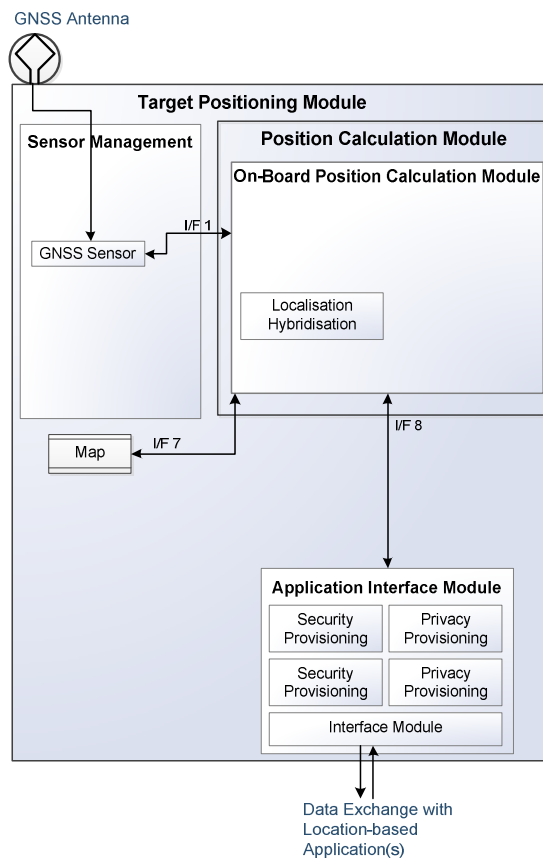 GNSS Antenna
Target Positioning Module
Sensor Management
Position Calculation Module
On-Board Position Calculation Module
I/F 1
GNSS Sensor
Localisation
Hybridisation
I/F 8
I/F 7
Map
Application Interface Module
Security
Provisioning
Privacy
Provisioning
Security
Provisioning
Privacy
Provisioning
Interface Module
Data Exchange with
Location-based
Application(s)